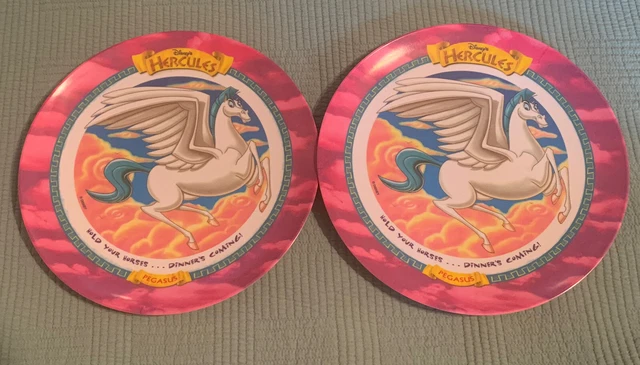 Disney's
HERCULES
HOLD YOUR HORSES .... DINNER'S COMING!
PEGASUS
Disney's
HERCULES
HOLD YOUR HORSES .... DINNER'S COMING!
PEGASUS